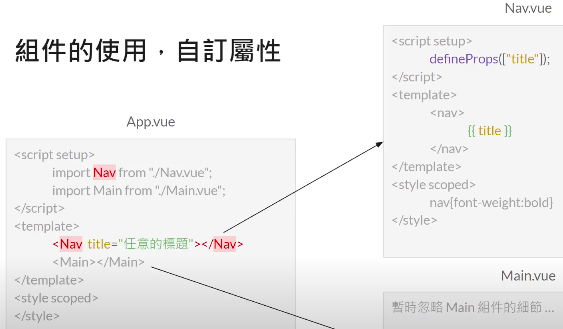 組件的使用，自訂屬性
App.vue
<script setup>
import Nav from "./Nav.vue";
import Main from "./Main.vue";
</script>
<template>
<Nav title="任意的標題"></Nav>
<Main></Main>
</template>
<style scoped>
</style>
Nav.vue
<script setup>
defineProps(["title"]);
</script>
<template>
<nav>
{{ title }}
</nav>
</template>
<style scoped>
nav{font-weight:bold}
</style>
Main.vue
暫時忽略 Main 組件的細節 ...